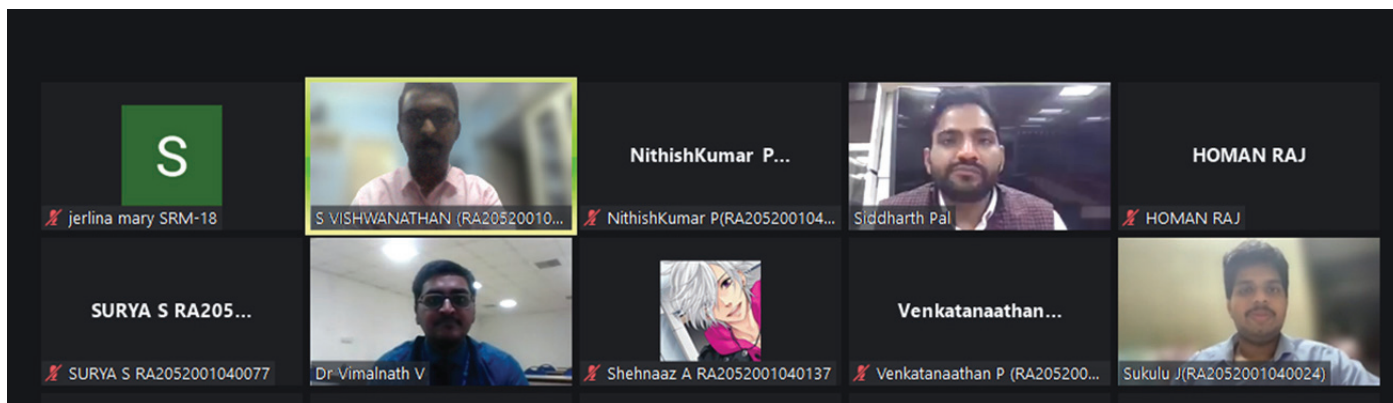 S
jerlina mary SRM-18
S VISHWANATHAN (RA20520010...
NithishKumar P...
NithishKumar P(RA205200104...
Siddharth Pal
HOMAN RAJ
HOMAN RAJ
SURYA S RA205...
SURYA S RA2052001040077
Dr Vimalnath V
Shehnaaz A RA2052001040137
Venkatanaathan...
Venkatanaathan P (RA205200...
Sukulu J(RA2052001040024)